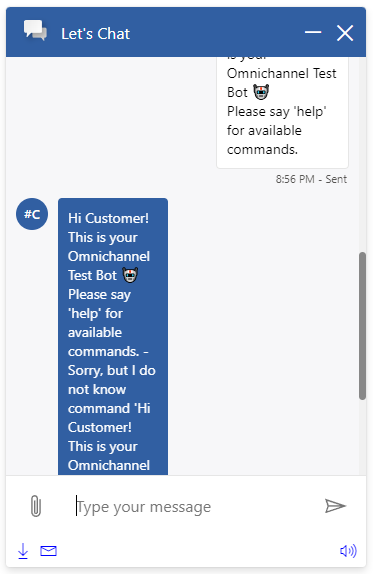 Let's Chat
is your
Omnichannel Test
Bot
Please say 'help'
for available
commands.
8:56 PM - Sent
#C
Hi Customer!
This is your
Omnichannel
Test Bot
Please say
'help' for
available
commands. -
Sorry, but I do
not know
command 'Hi
Customer!
This is your
Omnichannel
Type your message